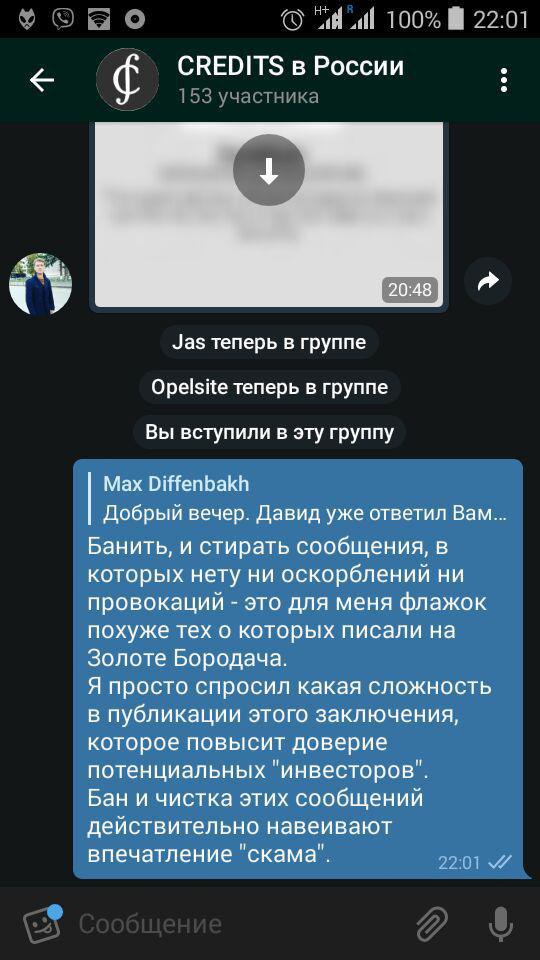 H+ R 100% 22:01
CREDITS в России
153 участника
20:48
Jas теперь в группе
Opelsite теперь в группе
Вы вступили в эту группу
Max Diffenbakh
Добрый вечер. Давид уже ответил Вам...
Банить, и стирать сообщения, в
которых нету ни оскорблений ни
провокаций - это для меня флажок
похуже тех о которых писали на
Золоте Бородача.
Я просто спросил какая сложность
в публикации этого заключения,
которое повысит доверие
потенциальных "инвесторов".
Бан и чистка этих сообщений
действительно навеивают
впечатление "скама".
22:01
Сообщение